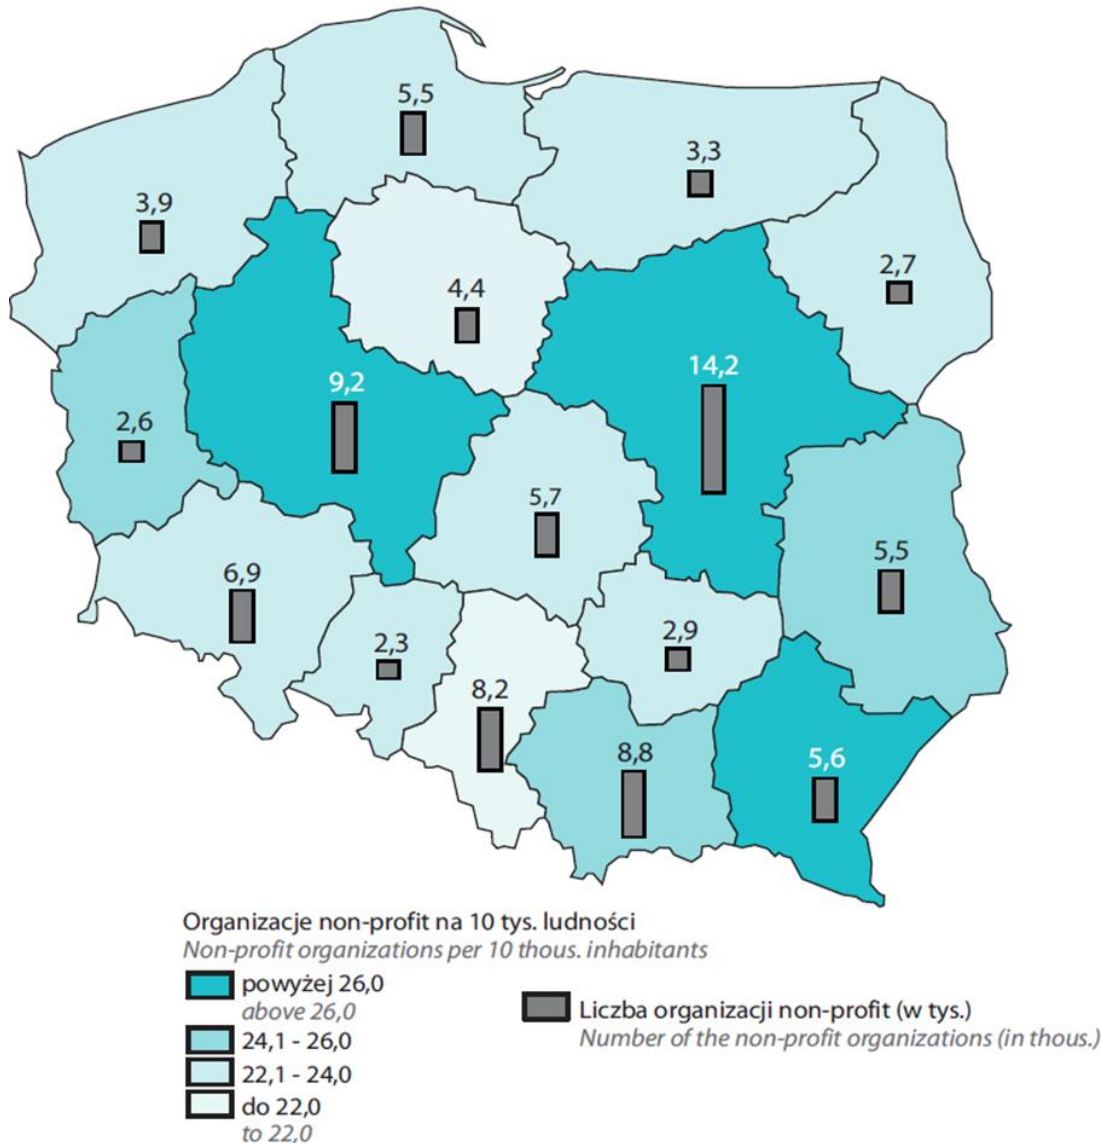 5,5
3,3
3,9
2,7
4,4
14,2
9,2
2,6
5,7
5,5
6,9
2,3
2,9
8,2
8,8
5,6
Organizacje non-profit na 10 tys. ludności
Non-profit organizations per 10 thous. inhabitants
powyżej 26,0
above 26,0
24,1 - 26,0
22,1 - 24,0
do 22,0
to 22,0
Liczba organizacji non-profit (w tys.)
Number of the non-profit organizations (in thous.)